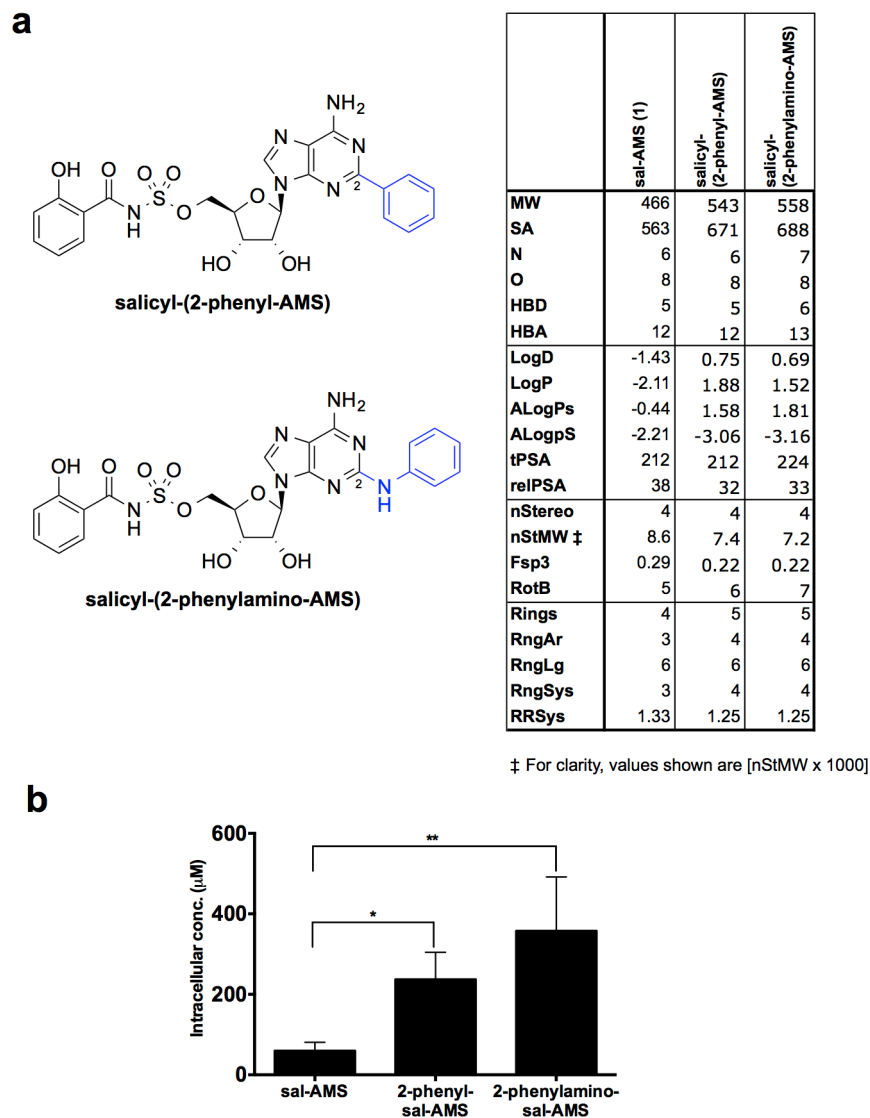 a
NH2
N
N
N
N
2
OH
O
O
O
S
N
H
O
O
HO
OH
salicyl-(2-phenyl-AMS)
NH2
N
N
N
N
2
N
H
OH
O
O
O
S
N
H
O
O
HO
OH
salicyl-(2-phenylamino-AMS)
sal-AMS (1)
salicyl-
(2-phenyl-AMS)
salicyl-
(2-phenylamino-AMS)
MW 466 543 558
SA 563 671 688
N 6 6 7
O 8 8 8
HBD 5 5 6
HBA 12 12 13
LogD -1.43 0.75 0.69
LogP -2.11 1.88 1.52
ALogPs -0.44 1.58 1.81
ALogpS -2.21 -3.06 -3.16
tPSA 212 212 224
relPSA 38 32 33
nStereo 4 4 4
nStMW ‡ 8.6 7.4 7.2
Fsp3 0.29 0.22 0.22
RotB 5 6 7
Rings 4 5 5
RngAr 3 4 4
RngLg 6 6 6
RngSys 3 4 4
RRSys 1.33 1.25 1.25
‡ For clarity, values shown are [nStMW x 1000]
b
Intracellular conc. (µM)
600
400
200
0
**
*
sal-AMS
2-phenyl-
sal-AMS
2-phenylamino-
sal-AMS